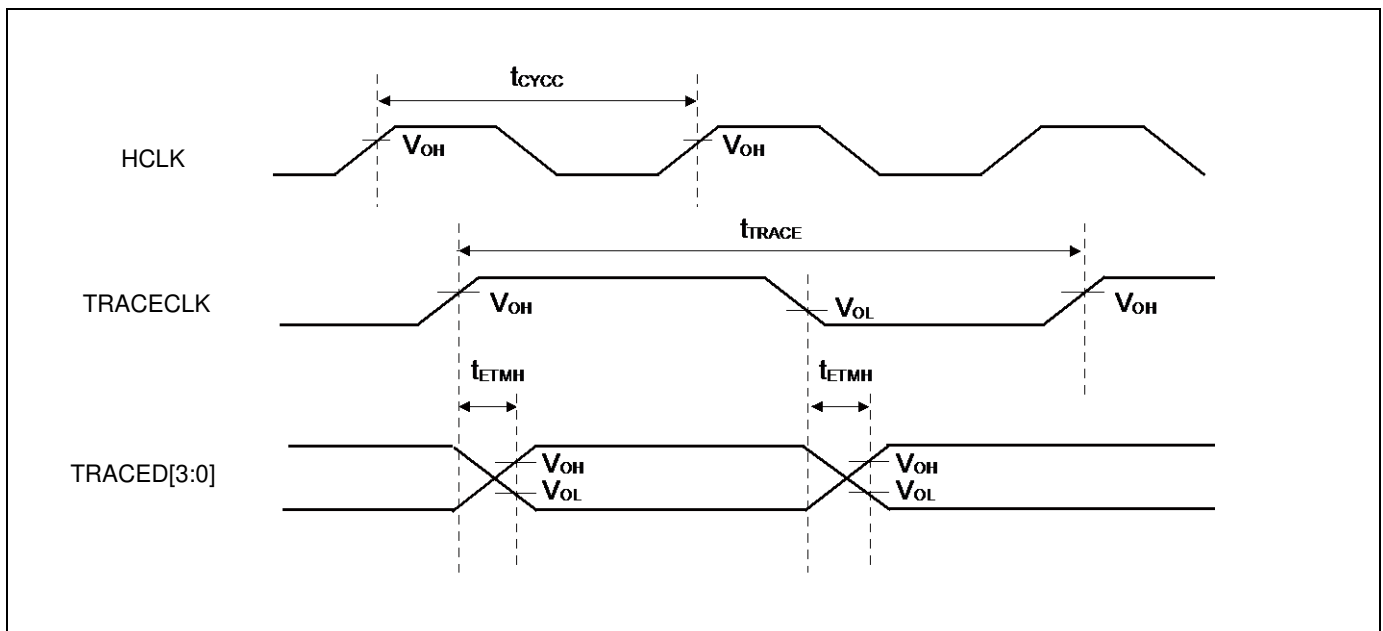 tCYCC
HCLK
VOH
VOH
tTRACE
TRACECLK
VOH
VOL
VOH
tETMH
tETMH
TRACED[3:0]
VOH
VOL
VOH
VOL